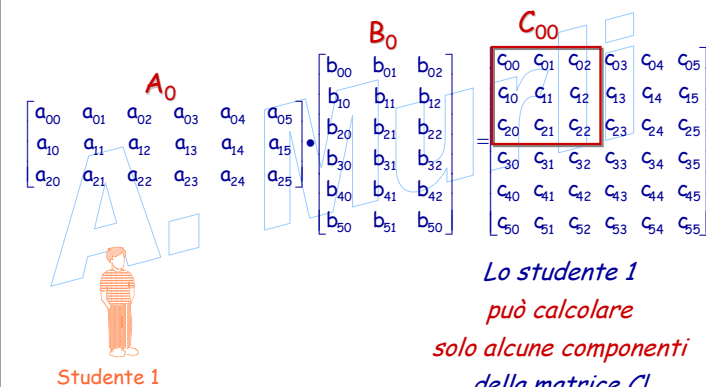 A₀ B₀ C₀₀
a₀₀ a₀₁ a₀₂ a₀₃ a₀₄ a₀₅
a₁₀ a₁₁ a₁₂ a₁₃ a₁₄ a₁₅
a₂₀ a₂₁ a₂₂ a₂₃ a₂₄ a₂₅
•
b₀₀ b₀₁ b₀₂
b₁₀ b₁₁ b₁₂
b₂₀ b₂₁ b₂₂
b₃₀ b₃₁ b₃₂
b₄₀ b₄₁ b₄₂
b₅₀ b₅₁ b₅₀
=
c₀₀ c₀₁ c₀₂ c₀₃ c₀₄ c₀₅
c₁₀ c₁₁ c₁₂ c₁₃ c₁₄ c₁₅
c₂₀ c₂₁ c₂₂ c₂₃ c₂₄ c₂₅
c₃₀ c₃₁ c₃₂ c₃₃ c₃₄ c₃₅
c₄₀ c₄₁ c₄₂ c₄₃ c₄₄ c₄₅
c₅₀ c₅₁ c₅₂ c₅₃ c₅₄ c₅₅
A. Murli
Lo studente 1
può calcolare
solo alcune componenti
della matrice C!
Studente 1